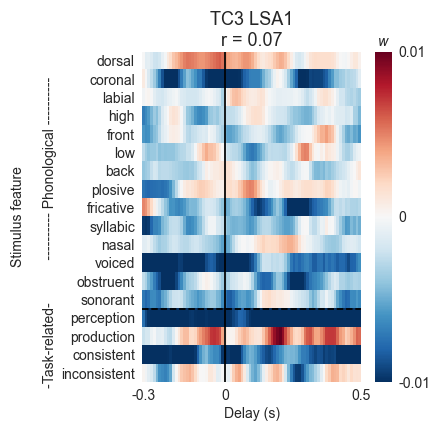 TC3 LSA1
r = 0.07
w
dorsal
coronal
labial
high
front
low
back
plosive
fricative
syllabic
nasal
voiced
obstruent
sonorant
perception
production
consistent
inconsistent
Stimulus feature
----------- Phonological -----------
-Task-related-
-0.3
0
0.5
Delay (s)
0.01
0
-0.01